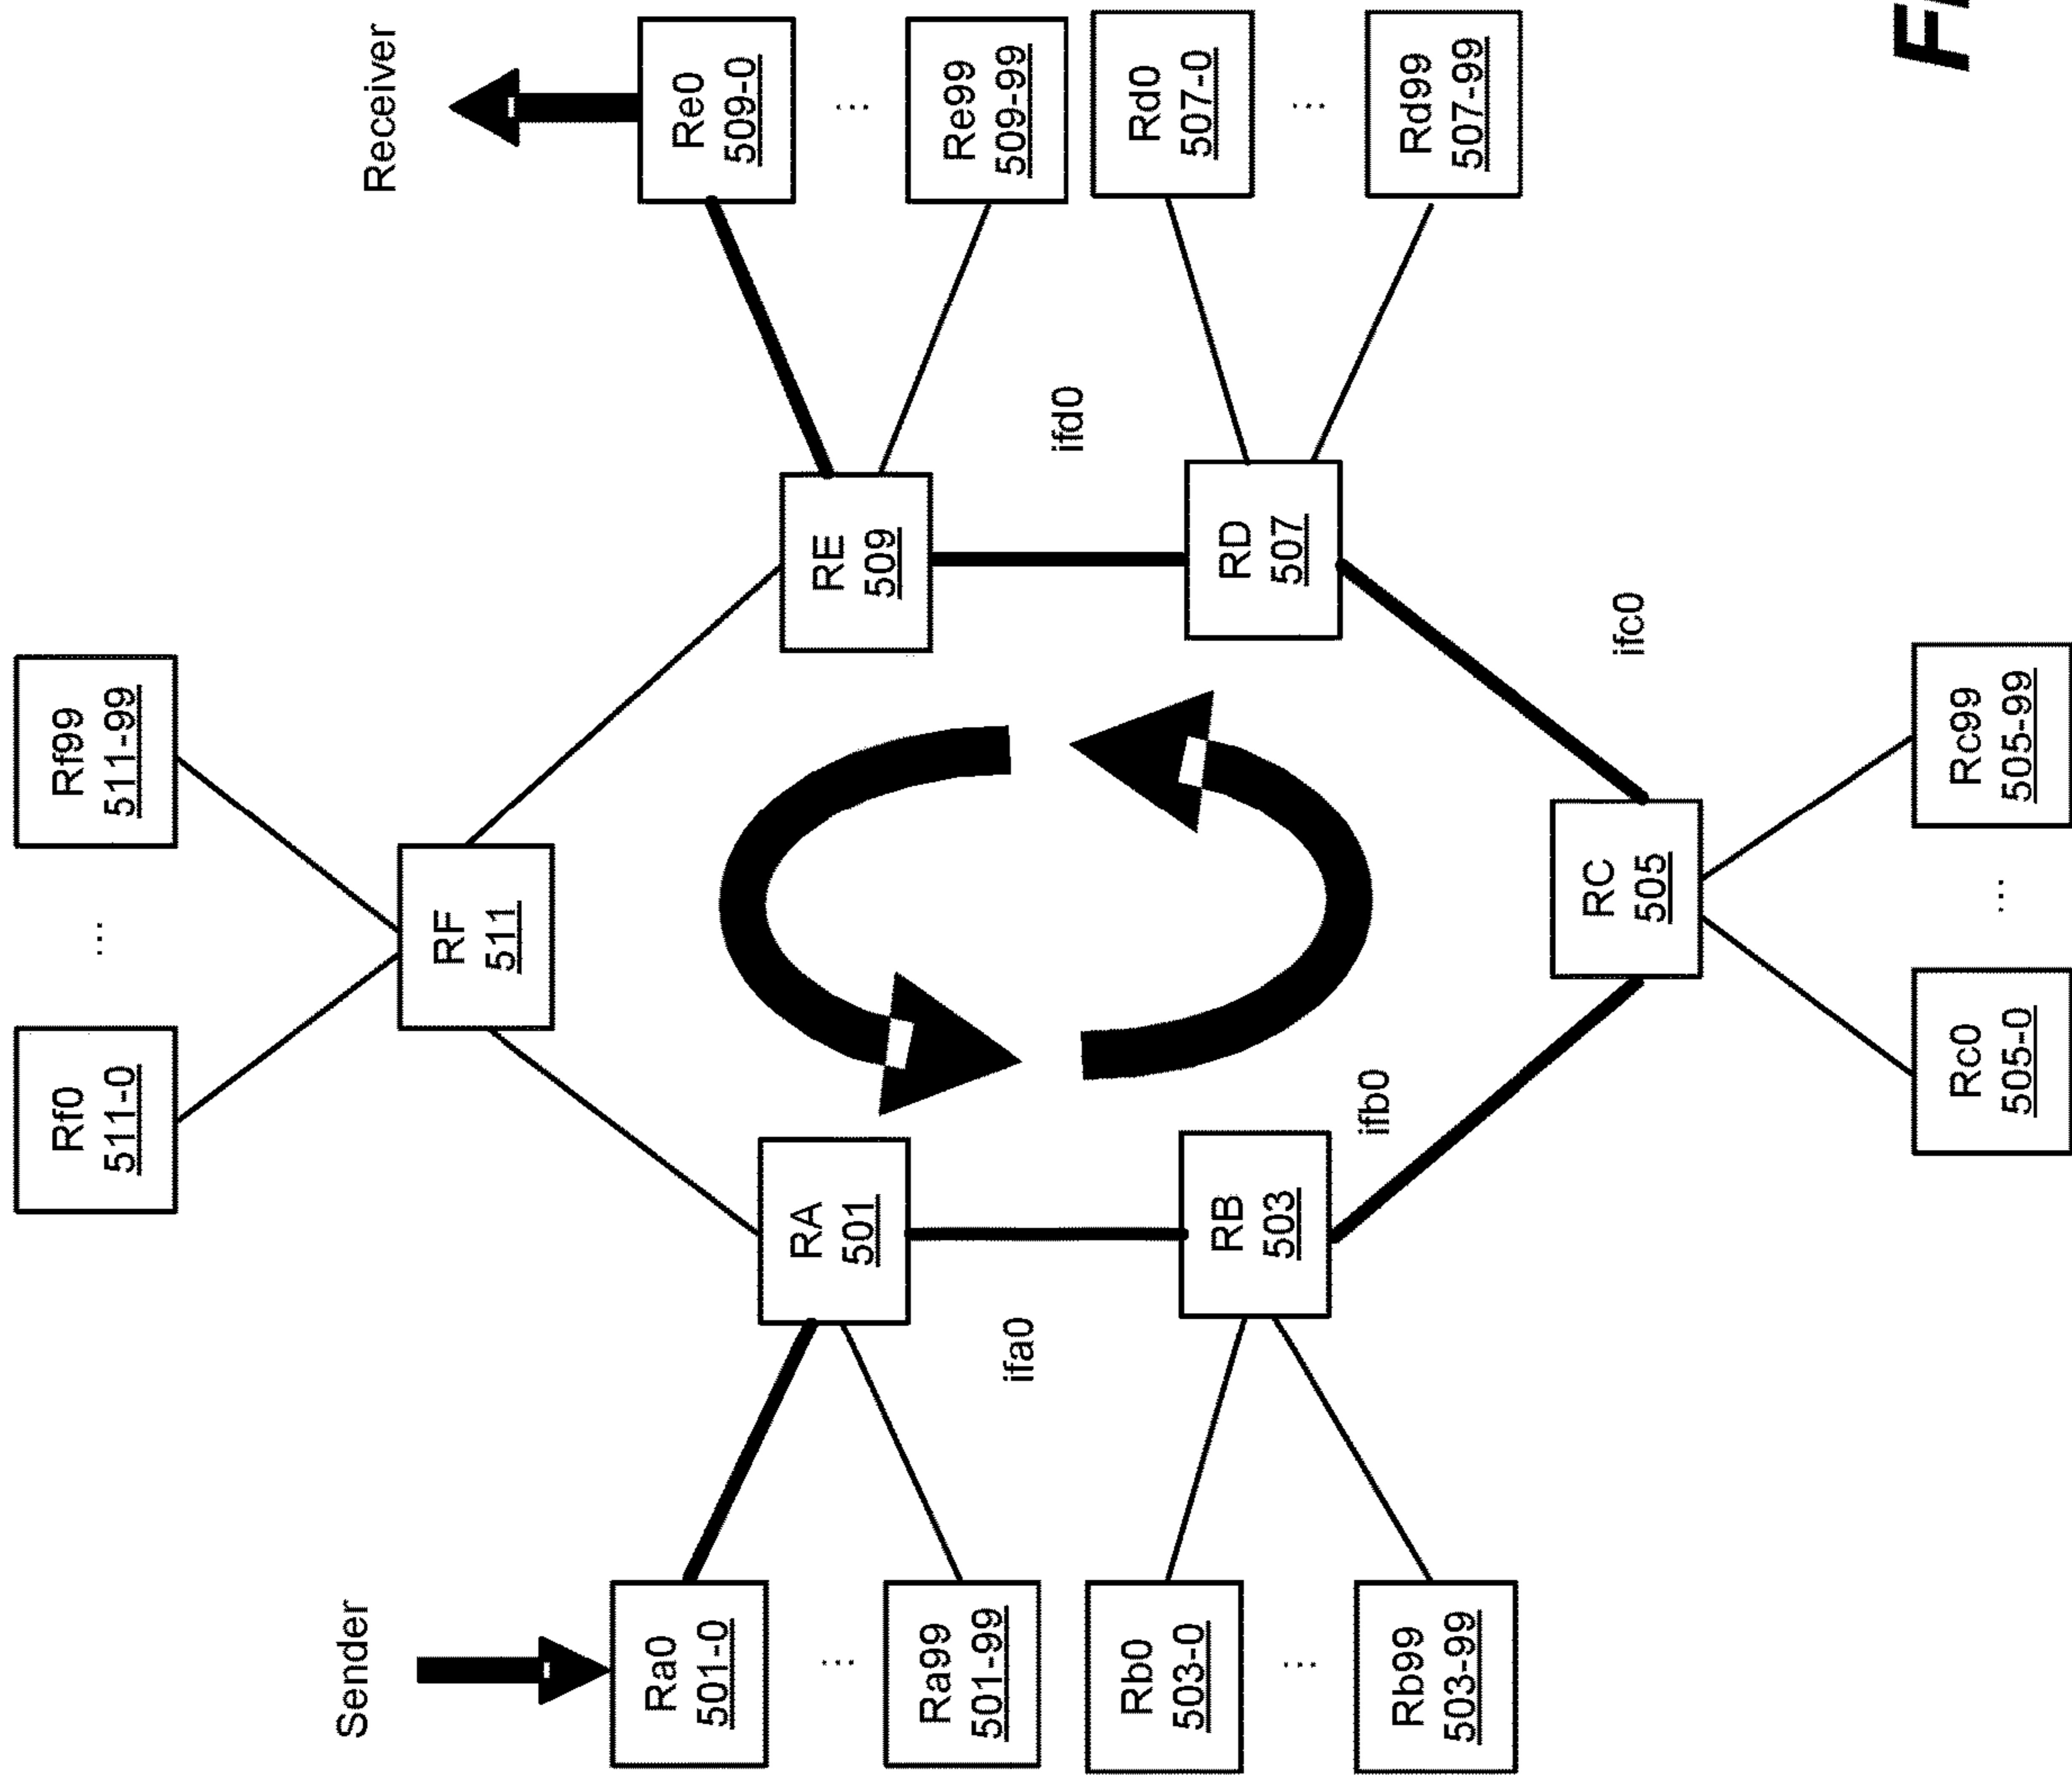 Rf0
511-0
...
Rf99
511-99
Sender
Receiver
RF
511
Ra0
501-0
Re0
509-0
RA
501
RE
509
...
...
Ra99
501-99
Re99
509-99
ifa0
ifd0
Rb0
503-0
Rd0
507-0
RB
503
RD
507
...
...
ifb0
Rb99
503-99
Rd99
507-99
RC
505
ifc0
Rc0
505-0
...
Rc99
505-99